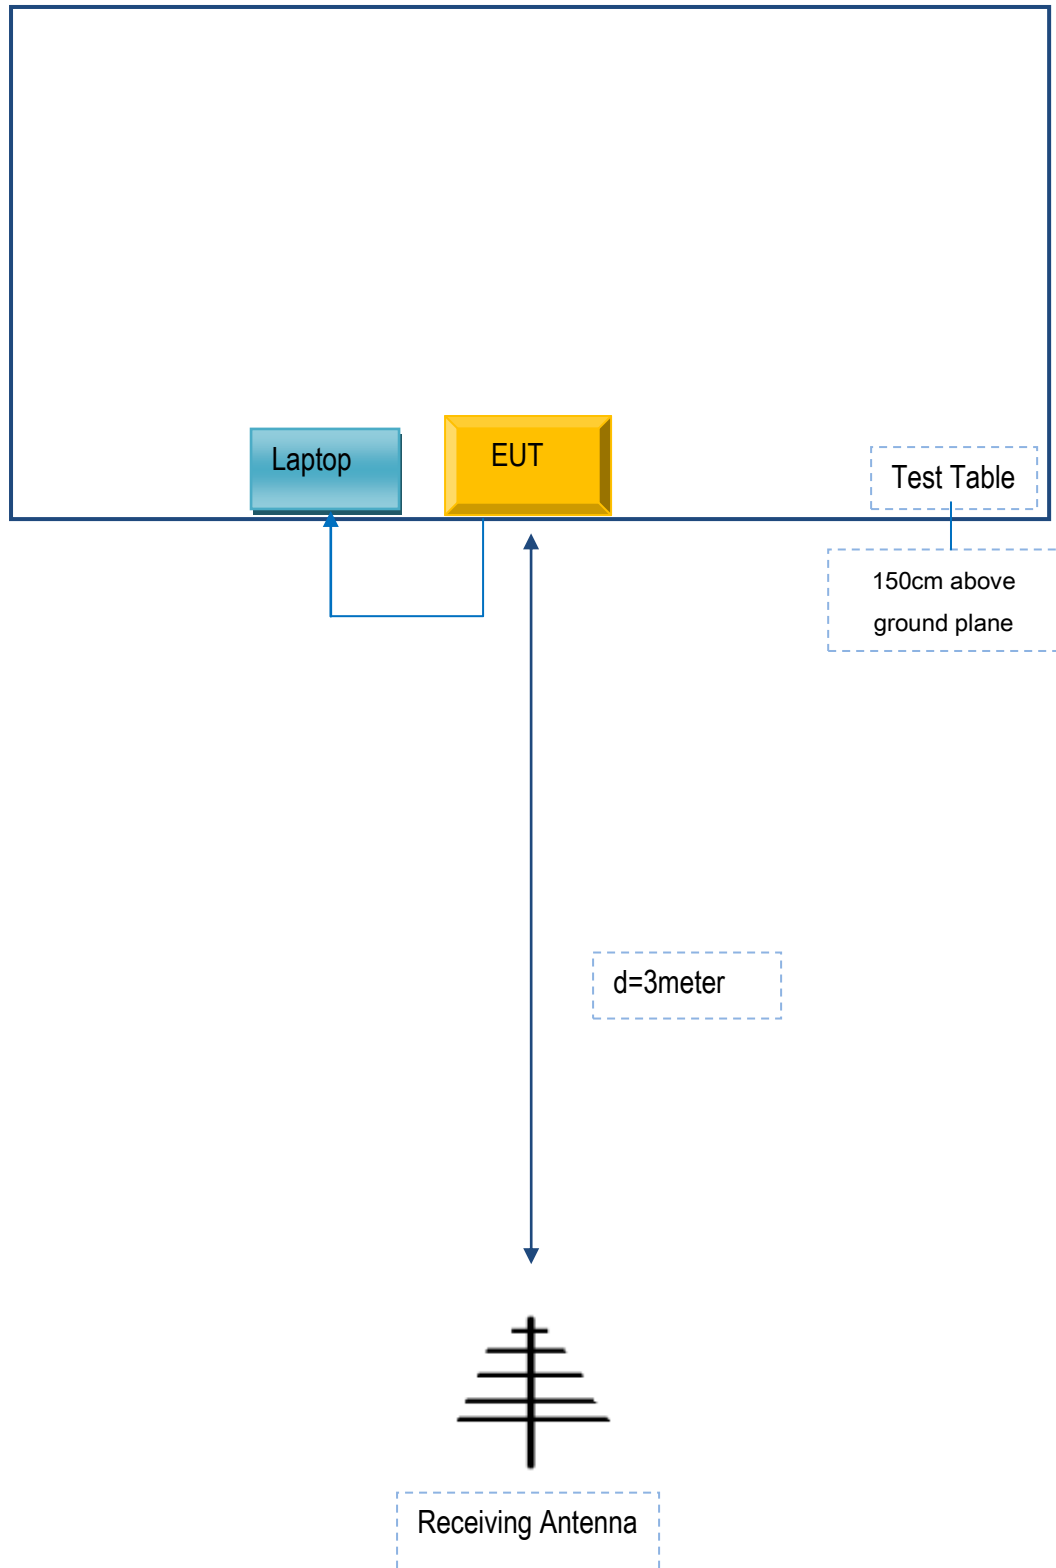 Laptop
EUT
Test Table
150cm above
ground plane
d=3meter
Receiving Antenna